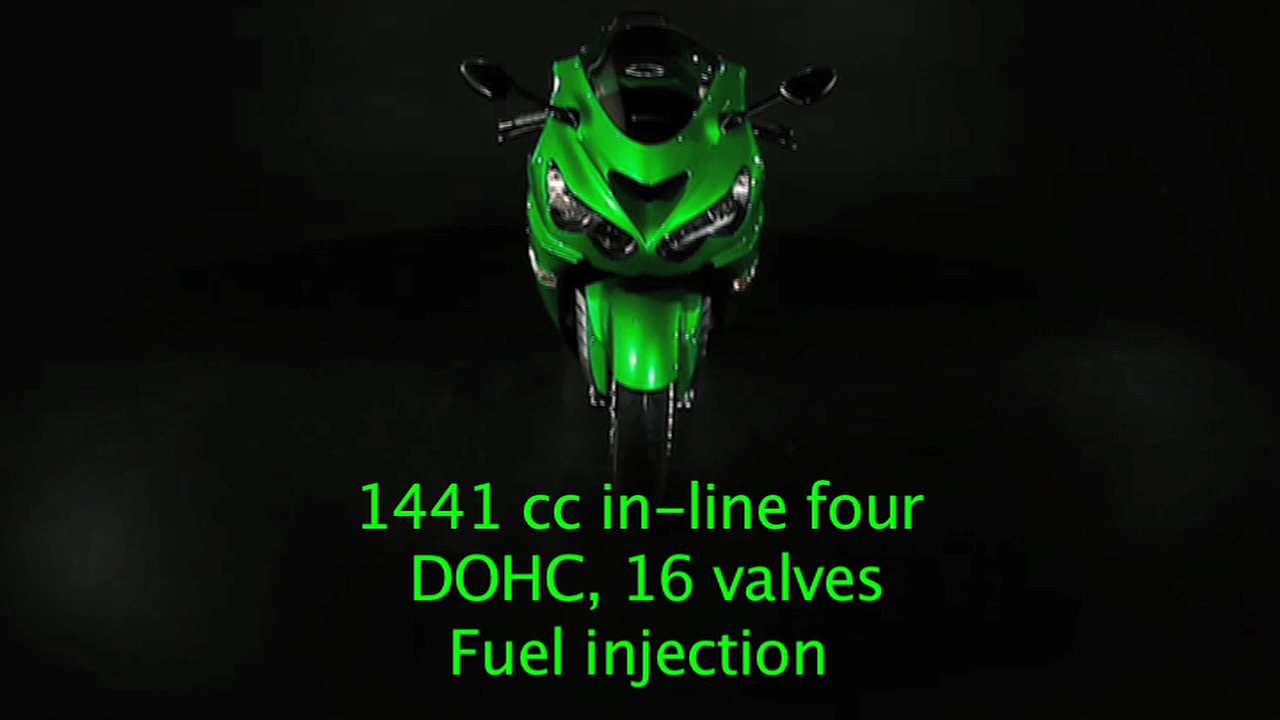 1441 cc in-line four
DOHC, 16 valves
Fuel injection